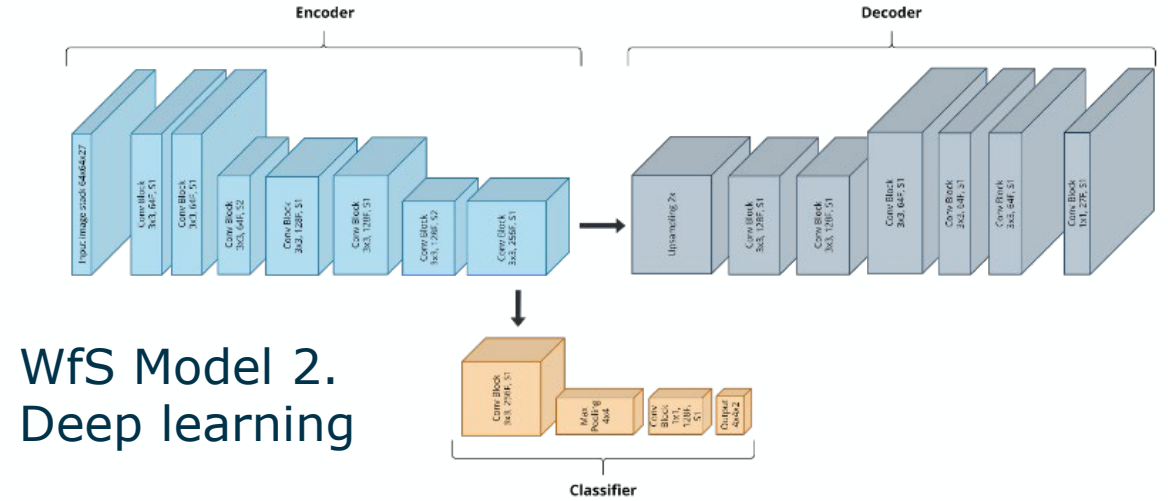 Encoder
Decoder
Input image stack 64x64x27
Conv Block
3x3, 64F, S1
Conv Block
3x3, 64F, S1
Conv Block
3x3, 64F, S2
Conv Block
3x3, 128F, S1
Conv Block
3x3, 128F, S1
Conv Block
3x3, 128F, S2
Conv Block
3x3, 256F, S1
Upsampling 2x
Conv Block
3x3, 128F, S1
Conv Block
3x3, 128F, S1
Conv Block
3x3, 64F, S1
Conv Block
3x3, 64F, S1
Conv Block
3x3, 64F, S1
Conv Block
1x1, 27F, S1
WfS Model 2.
Deep learning
Conv Block
3x3, 256F, S1
Max
Pooling
4x4
Conv
Block
1x1,
128F,
S1
Output
4x4x2
Classifier